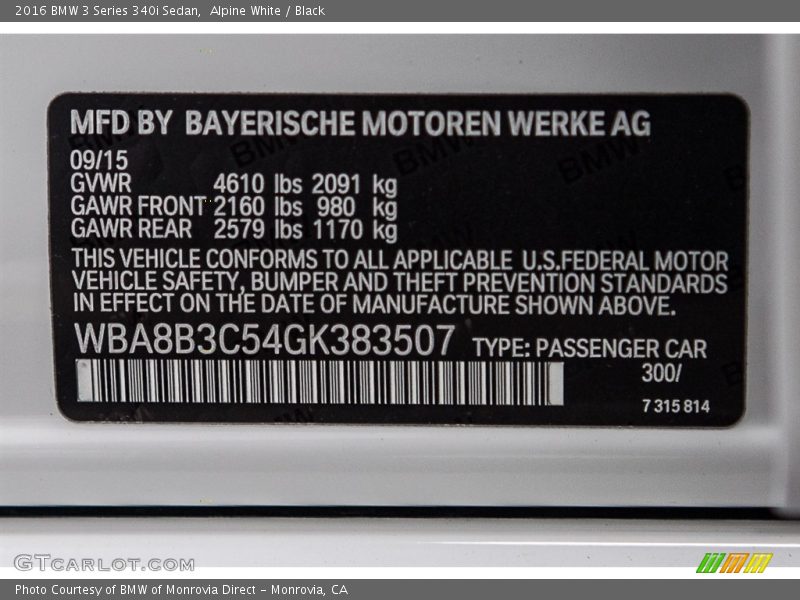 2016 BMW 3 Series 340i Sedan,  Alpine White / Black
MFD BY BAYERISCHE MOTOREN WERKE AG
09/15
GVWR 4610 lbs 2091 kg
GAWR FRONT 2160 lbs 980 kg
GAWR REAR 2579 lbs 1170 kg
THIS VEHICLE CONFORMS TO ALL APPLICABLE U.S.FEDERAL MOTOR
VEHICLE SAFETY, BUMPER AND THEFT PREVENTION STANDARDS
IN EFFECT ON THE DATE OF MANUFACTURE SHOWN ABOVE.
WBA8B3C54GK383507 TYPE: PASSENGER CAR
300/
7 315 814
GTCARLOT.COM
Photo Courtesy of BMW of Monrovia Direct - Monrovia, CA